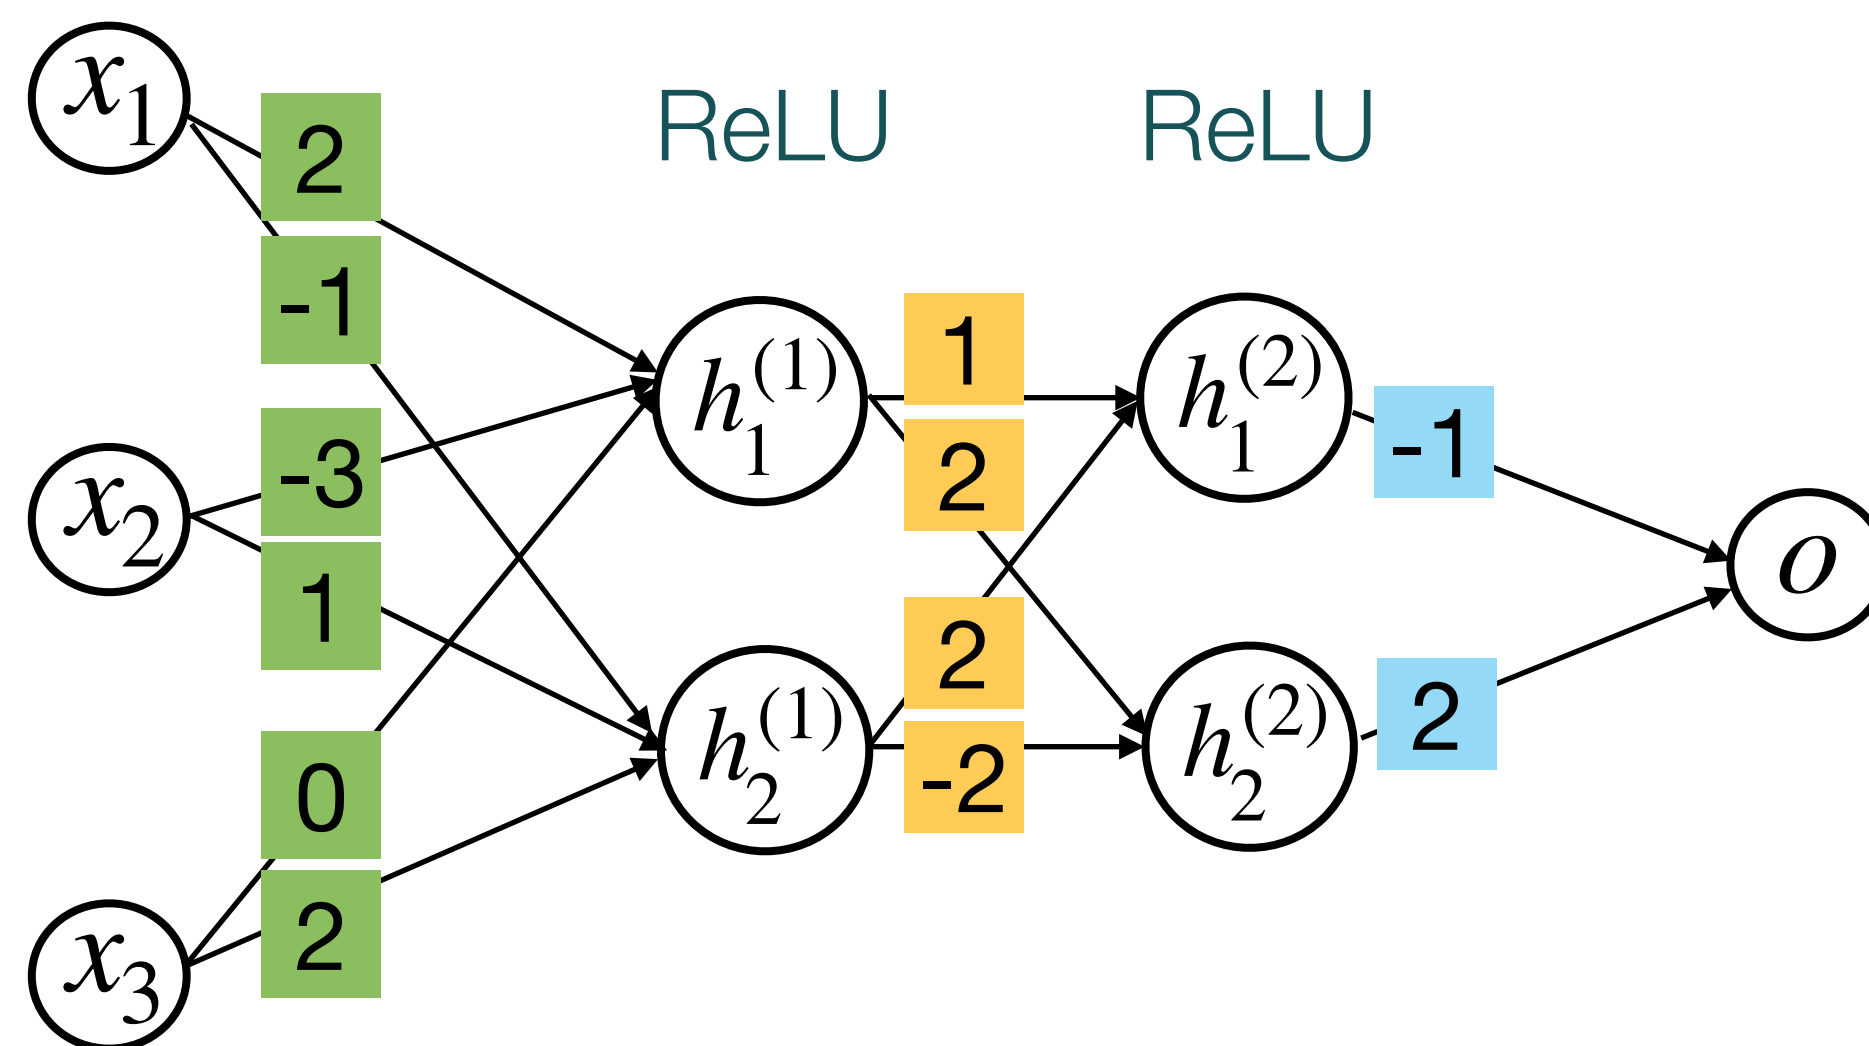 x₁
2
-1
x₂
-3
1
x₃
0
2
ReLU
h₁⁽¹⁾
h₂⁽¹⁾
1
2
2
-2
ReLU
h₁⁽²⁾
h₂⁽²⁾
-1
2
o